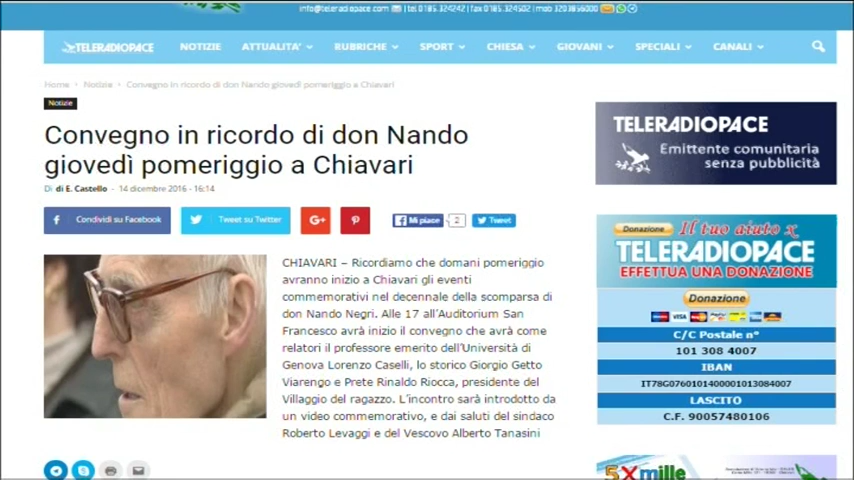 info@teleradiopace.com | tel 0185.324242 | fax 0185.324502 | mob 3203856000
TELERADIOPACE NOTIZIE ATTUALITA' RUBRICHE SPORT CHIESA GIOVANI SPECIALI CANALI
Home › Notizie › Convegno in ricordo di don Nando giovedì pomeriggio a Chiavari
Notizie
Convegno in ricordo di don Nando
giovedì pomeriggio a Chiavari
Di di E. Castello - 14 dicembre 2016 - 16:14
Condividi su Facebook Tweet su Twitter G+ Mi piace 2 Tweet
CHIAVARI – Ricordiamo che domani pomeriggio
avranno inizio a Chiavari gli eventi
commemorativi nel decennale della scomparsa di
don Nando Negri. Alle 17 all'Auditorium San
Francesco avrà inizio il convegno che avrà come
relatori il professore emerito dell'Università di
Genova Lorenzo Caselli, lo storico Giorgio Getto
Viarengo e Prete Rinaldo Riocca, presidente del
Villaggio del ragazzo. L'incontro sarà introdotto da
un video commemorativo, e dai saluti del sindaco
Roberto Levaggi e del Vescovo Alberto Tanasini
TELERADIOPACE
Emittente comunitaria
senza pubblicità
Donazione Il tuo aiuto x
TELERADIOPACE
EFFETTUA UNA DONAZIONE
Donazione
VISA
C/C Postale n°
101 308 4007
IBAN
IT78G0760101400001013084007
LASCITO
C.F. 90057480106
5Xmille